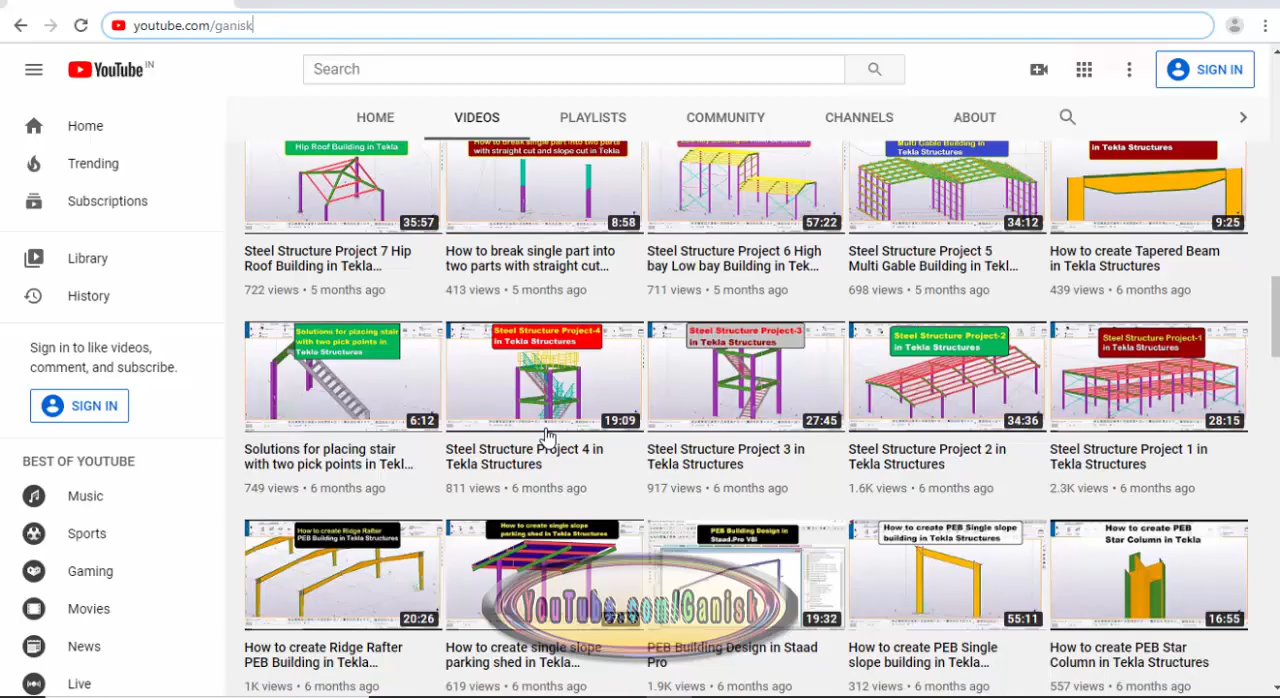 youtube.com/ganisk
YouTube IN
Search
SIGN IN
Home
Trending
Subscriptions
Library
History
Sign in to like videos,
comment, and subscribe.
SIGN IN
BEST OF YOUTUBE
Music
Sports
Gaming
Movies
News
Live
HOME
VIDEOS
PLAYLISTS
COMMUNITY
CHANNELS
ABOUT
Hip Roof Building in Tekla
35:57
Steel Structure Project 7 Hip
Roof Building in Tekla...
722 views • 5 months ago
How to break single part into two parts
with straight cut and slope cut in Tekla
8:58
How to break single part into
two parts with straight cut...
413 views • 5 months ago
57:22
Steel Structure Project 6 High
bay Low bay Building in Tek...
711 views • 5 months ago
Multi Gable Building in
Tekla Structures
34:12
Steel Structure Project 5
Multi Gable Building in Tekl...
698 views • 5 months ago
in Tekla Structures
9:25
How to create Tapered Beam
in Tekla Structures
439 views • 6 months ago
Solutions for placing stair
with two pick points in
Tekla Structures
6:12
Solutions for placing stair
with two pick points in Tekl...
749 views • 6 months ago
Steel Structure Project-4
in Tekla Structures
19:09
Steel Structure Project 4 in
Tekla Structures
811 views • 6 months ago
Steel Structure Project-3
in Tekla Structures
27:45
Steel Structure Project 3 in
Tekla Structures
917 views • 6 months ago
Steel Structure Project-2
in Tekla Structures
34:36
Steel Structure Project 2 in
Tekla Structures
1.6K views • 6 months ago
Steel Structure Project-1
in Tekla Structures
28:15
Steel Structure Project 1 in
Tekla Structures
2.3K views • 6 months ago
How to create Ridge Rafter
PEB Building in Tekla Structures
20:26
How to create Ridge Rafter
PEB Building in Tekla...
1K views • 6 months ago
How to create single slope
parking shed in Tekla Structures
How to create single slope
parking shed in Tekla...
619 views • 6 months ago
PEB Building Design in
Staad.Pro V8i
19:32
PEB Building Design in Staad
Pro
1.9K views • 6 months ago
How to create PEB Single slope
building in Tekla Structures
55:11
How to create PEB Single
slope building in Tekla...
312 views • 6 months ago
How to create PEB
Star Column in Tekla
16:55
How to create PEB Star
Column in Tekla Structures
557 views • 6 months ago
YouTube.com/Ganisk